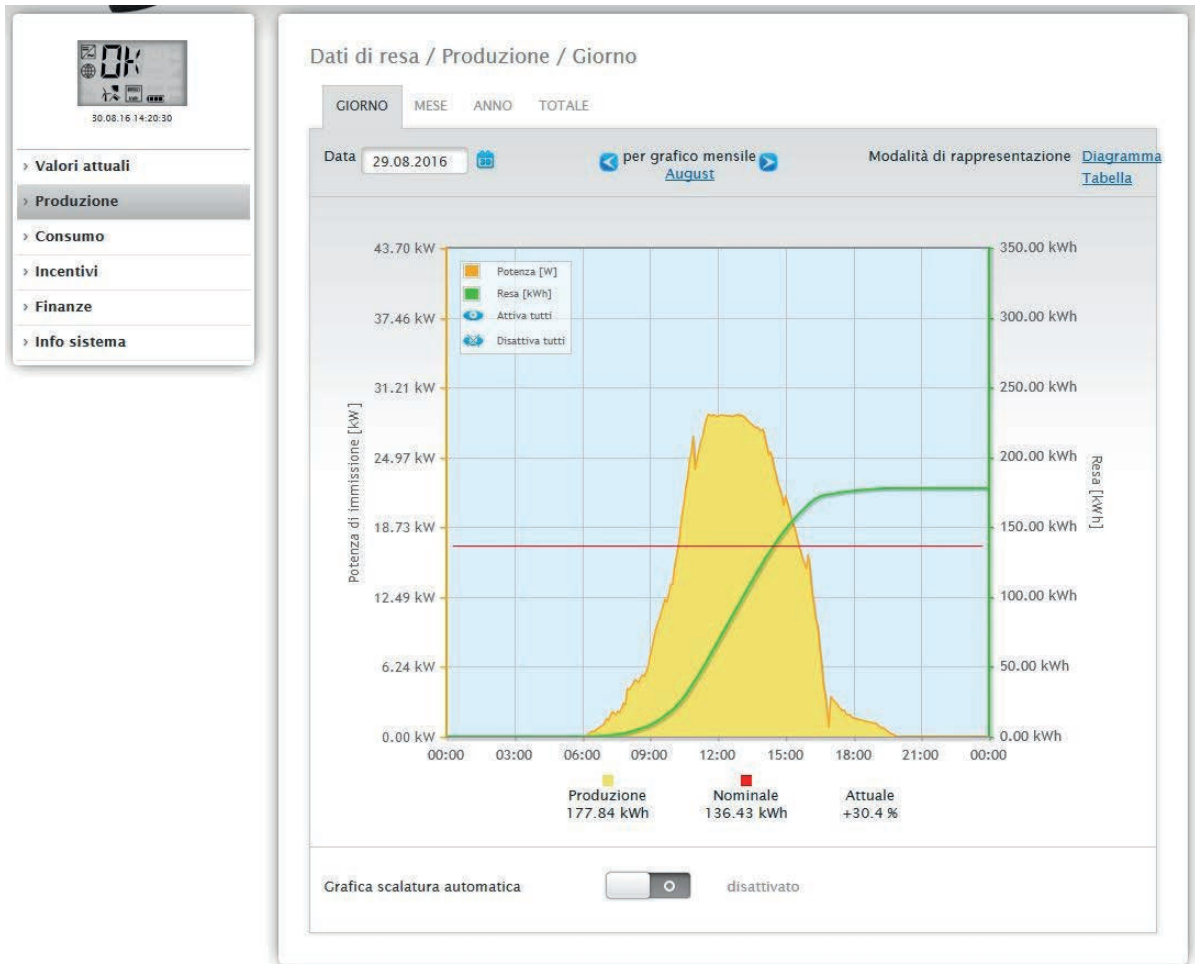 OK
30.08.16 14:20:30
› Valori attuali
› Produzione
› Consumo
› Incentivi
› Finanze
› Info sistema
Dati di resa / Produzione / Giorno
GIORNO MESE ANNO TOTALE
Data 29.08.2016 per grafico mensile Modalità di rappresentazione Diagramma
August Tabella
43.70 kW
37.46 kW
31.21 kW
24.97 kW
18.73 kW
12.49 kW
6.24 kW
0.00 kW
Potenza di immissione [kW]
Potenza [W]
Resa [kWh]
Attiva tutti
Disattiva tutti
350.00 kWh
300.00 kWh
250.00 kWh
200.00 kWh
150.00 kWh
100.00 kWh
50.00 kWh
0.00 kWh
Resa [kWh]
00:00 03:00 06:00 09:00 12:00 15:00 18:00 21:00 00:00
Produzione Nominale Attuale
177.84 kWh 136.43 kWh +30.4 %
Grafica scalatura automatica disattivato